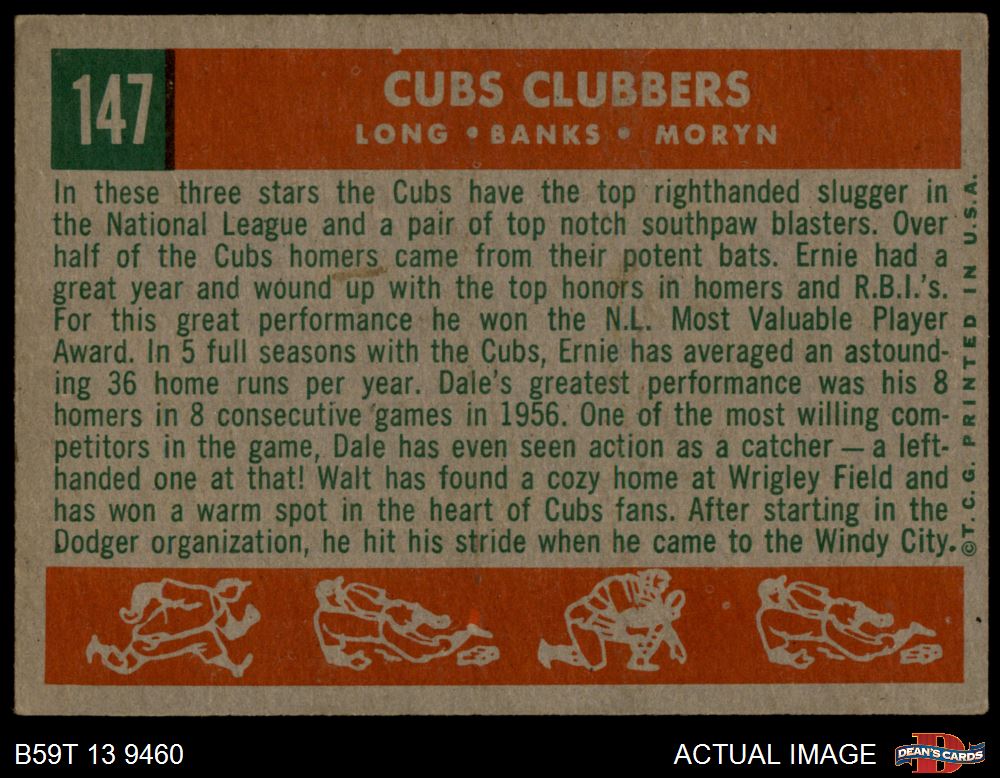 147
CUBS CLUBBERS
LONG • BANKS • MORYN
In these three stars the Cubs have the top righthanded slugger in
the National League and a pair of top notch southpaw blasters. Over
half of the Cubs homers came from their potent bats. Ernie had a
great year and wound up with the top honors in homers and R.B.I.'s.
For this great performance he won the N.L. Most Valuable Player
Award. In 5 full seasons with the Cubs, Ernie has averaged an astound-
ing 36 home runs per year. Dale's greatest performance was his 8
homers in 8 consecutive games in 1956. One of the most willing com-
petitors in the game, Dale has even seen action as a catcher — a left-
handed one at that! Walt has found a cozy home at Wrigley Field and
has won a warm spot in the heart of Cubs fans. After starting in the
Dodger organization, he hit his stride when he came to the Windy City.
©T. C. G. PRINTED IN U.S.A.
B59T 13 9460
ACTUAL IMAGE
D
DEAN'S CARDS